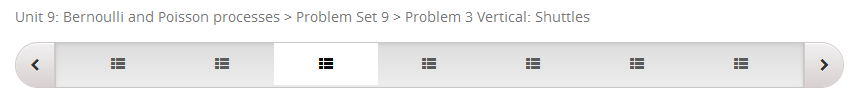 Unit 9: Bernoulli and Poisson processes > Problem Set 9 > Problem 3 Vertical: Shuttles